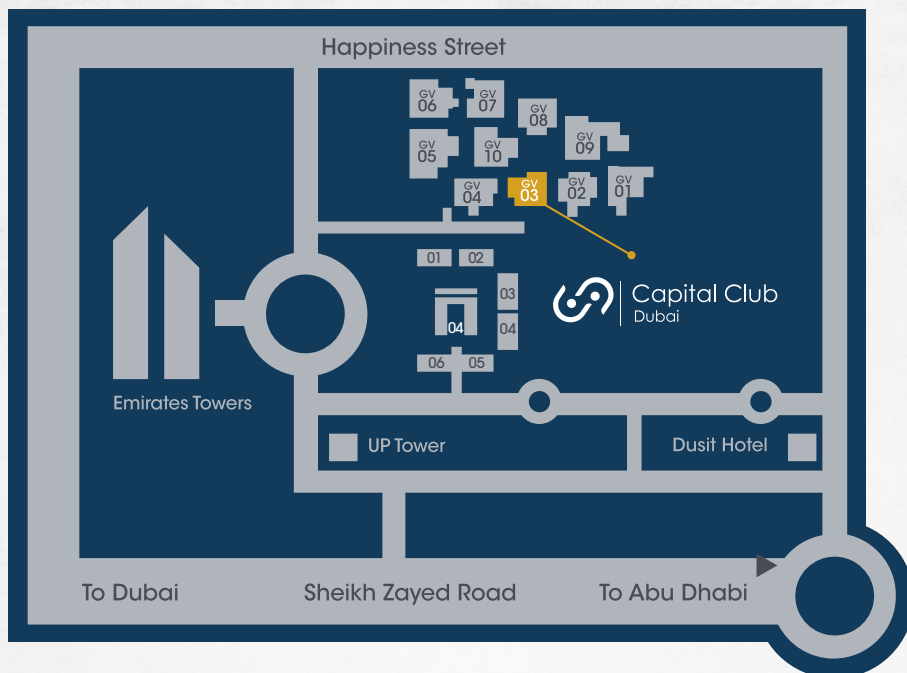 Happiness Street
GV
06
GV
07
GV
08
GV
09
GV
05
GV
10
GV
04
GV
03
GV
02
GV
01
01
02
03
04
04
06
05
Capital Club
Dubai
Emirates Towers
UP Tower
Dusit Hotel
To Dubai
Sheikh Zayed Road
To Abu Dhabi